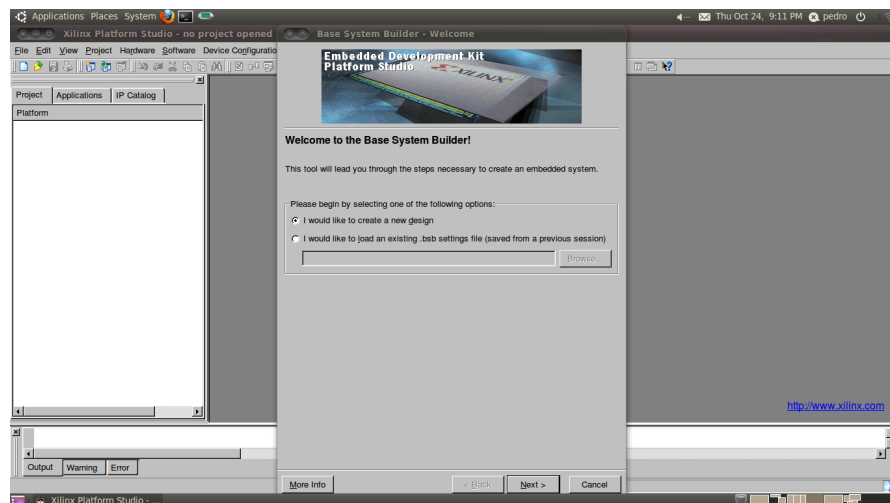 Applications Places System
Thu Oct 24, 9:11 PM pedro
Xilinx Platform Studio - no project opened
Base System Builder - Welcome
File Edit View Project Hardware Software Device Configuratio
Embedded Development Kit
Platform Studio
XILINX
Project Applications IP Catalog
Platform
Welcome to the Base System Builder!
This tool will lead you through the steps necessary to create an embedded system.
Please begin by selecting one of the following options:
I would like to create a new design
I would like to load an existing .bsb settings file (saved from a previous session)
Browse...
http://www.xilinx.com
Output Warning Error
More Info < Back Next > Cancel
Xilinx Platform Studio - ...